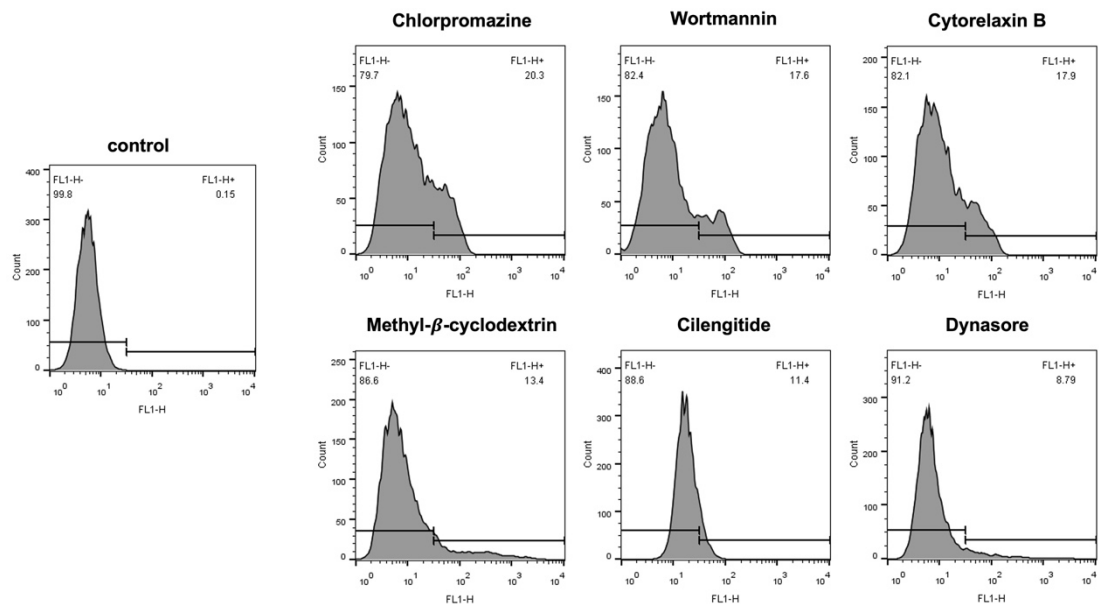 Chlorpromazine
Wortmannin
Cytorelaxin B
control
Methyl-β-cyclodextrin
Cilengitide
Dynasore
FL1-H- FL1-H+
99.8 0.15
400
300
200
100
0
Count
10⁰ 10¹ 10² 10³ 10⁴
FL1-H
FL1-H- FL1-H+
79.7 20.3
150
100
50
0
Count
10⁰ 10¹ 10² 10³ 10⁴
FL1-H
FL1-H- FL1-H+
82.4 17.6
150
100
50
0
Count
10⁰ 10¹ 10² 10³ 10⁴
FL1-H
FL1-H- FL1-H+
82.1 17.9
200
150
100
50
0
Count
10⁰ 10¹ 10² 10³ 10⁴
FL1-H
FL1-H- FL1-H+
86.6 13.4
250
200
150
100
50
0
Count
10⁰ 10¹ 10² 10³ 10⁴
FL1-H
FL1-H- FL1-H+
88.6 11.4
400
300
200
100
0
Count
10⁰ 10¹ 10² 10³ 10⁴
FL1-H
FL1-H- FL1-H+
91.2 8.79
300
200
100
0
Count
10⁰ 10¹ 10² 10³ 10⁴
FL1-H